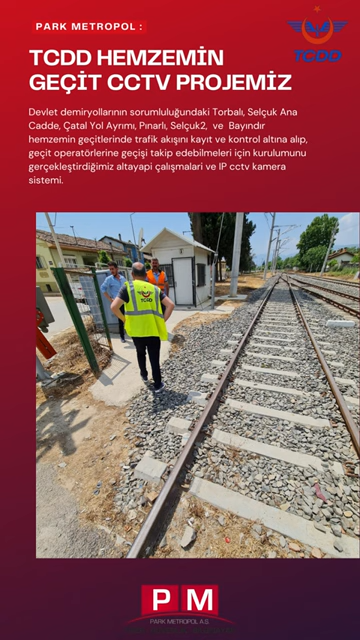 PARK METROPOL :
TCDD
TCDD HEMZEMİN
GEÇİT CCTV PROJEMİZ
Devlet demiryollarının sorumluluğundaki Torbalı, Selçuk Ana
Cadde, Çatal Yol Ayrımı, Pınarlı, Selçuk2, ve Bayındır
hemzemin geçitlerinde trafik akışını kayıt ve kontrol altına alıp,
geçit operatörlerine geçişi takip edebilmeleri için kurulumunu
gerçekleştirdiğimiz altayapi çalışmalari ve IP cctv kamera
sistemi.
TCDD
PM
PARK METROPOL A.Ş.